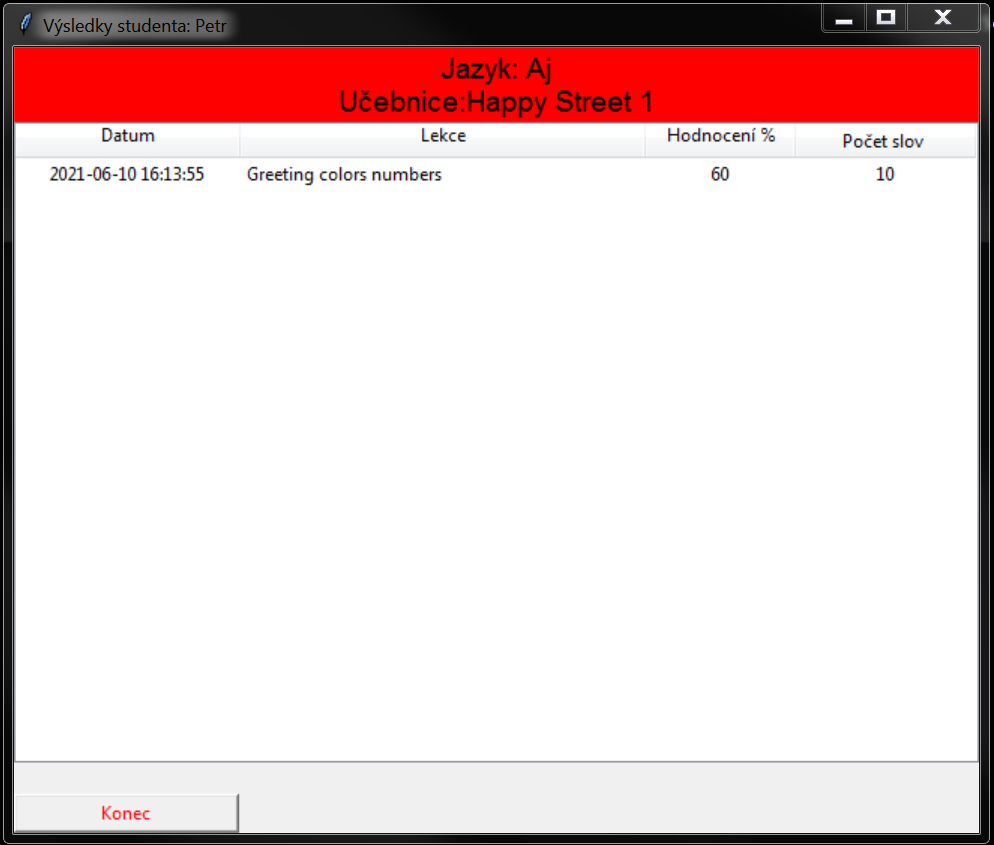 Výsledky studenta: Petr
Jazyk: Aj
Učebnice:Happy Street 1
Datum Lekce Hodnocení % Počet slov
2021-06-10 16:13:55 Greeting colors numbers 60 10
Konec